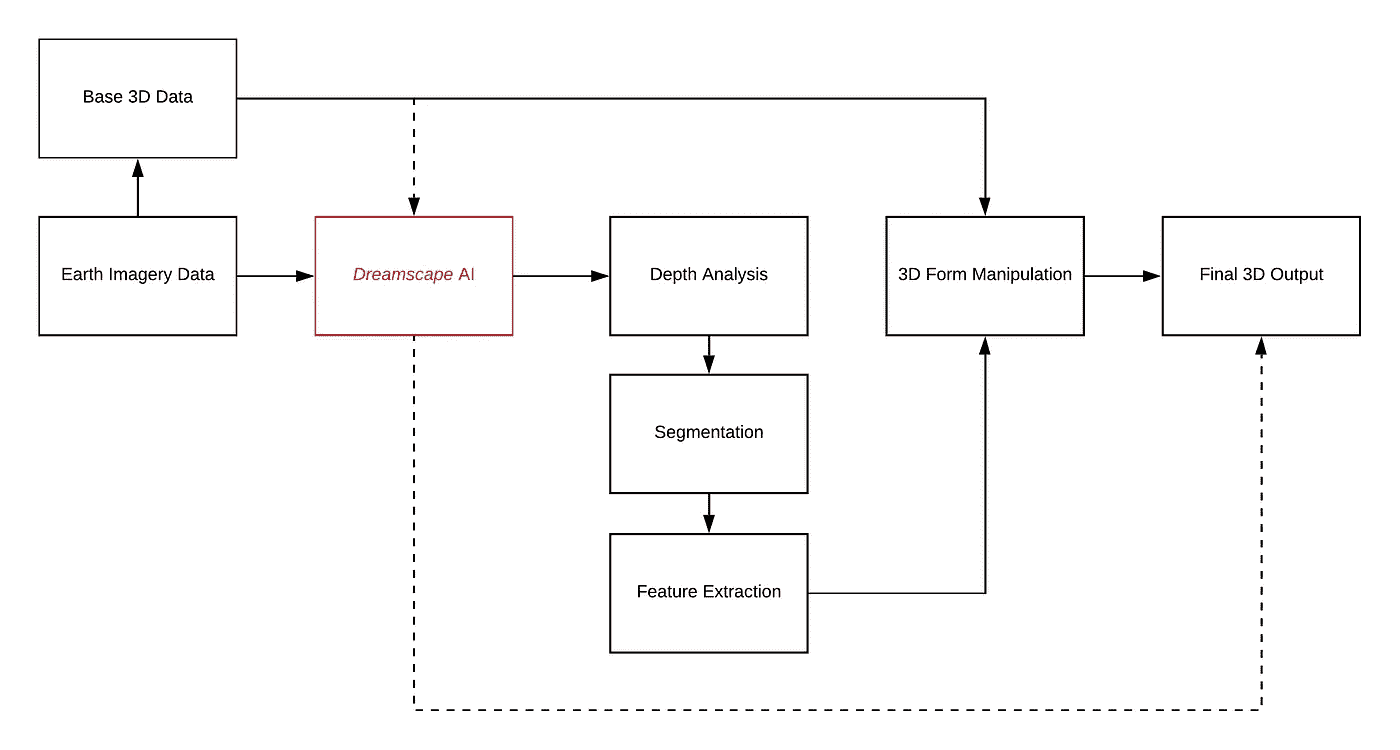 Base 3D Data
Earth Imagery Data
Dreamscape AI
Depth Analysis
3D Form Manipulation
Final 3D Output
Segmentation
Feature Extraction